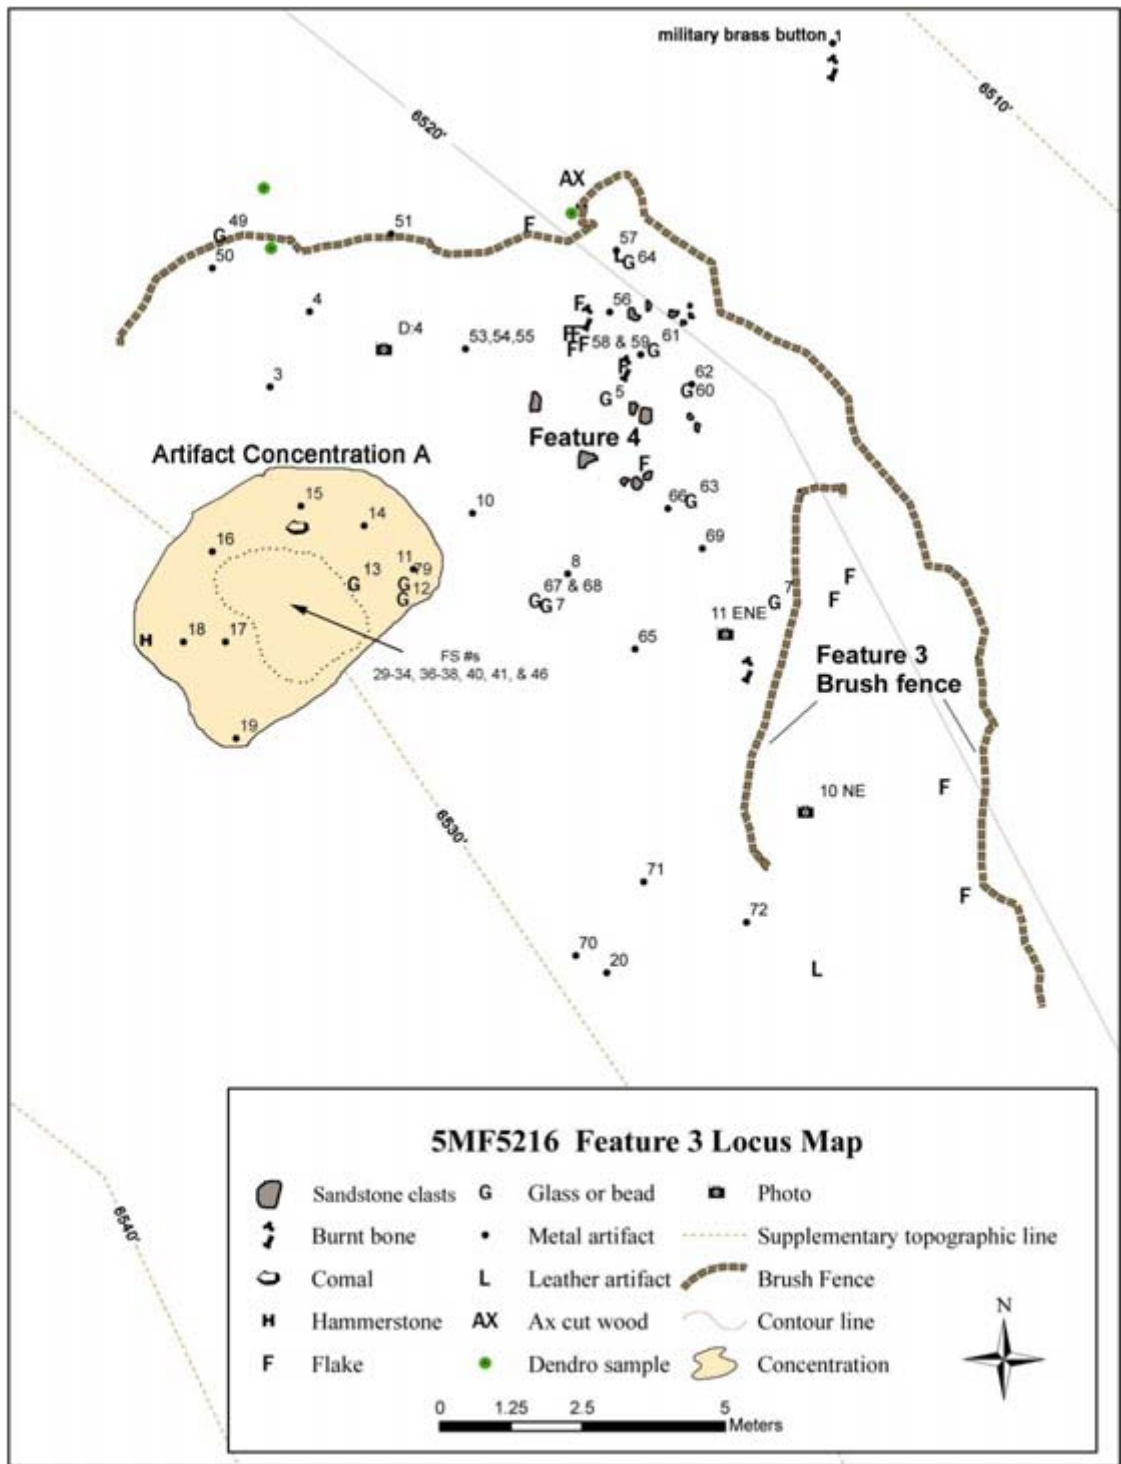 military brass button 1
6510'
6520'
AX
49
G
51
F
50
57
L G 64
4
D:4
53,54,55
F
56
F F
F F
58 & 59
61
G
3
F
62
G 60
G 5
Feature 4
Artifact Concentration A
F
15
14
10
66
63
G
16
69
13
G
11
79
G
12
G
8
67 & 68
G G 7
G 7
F
F
11 ENE
H
18
17
65
FS #s
29-34, 36-38, 40, 41, & 46
Feature 3
Brush fence
19
F
10 NE
6530'
71
F
72
70
20
L
6540'
5MF5216 Feature 3 Locus Map
Sandstone clasts
G Glass or bead
Photo
Burnt bone
Metal artifact
Supplementary topographic line
Comal
L Leather artifact
Brush Fence
H Hammerstone
AX Ax cut wood
Contour line
F Flake
Dendro sample
Concentration
N
0 1.25 2.5 5
Meters